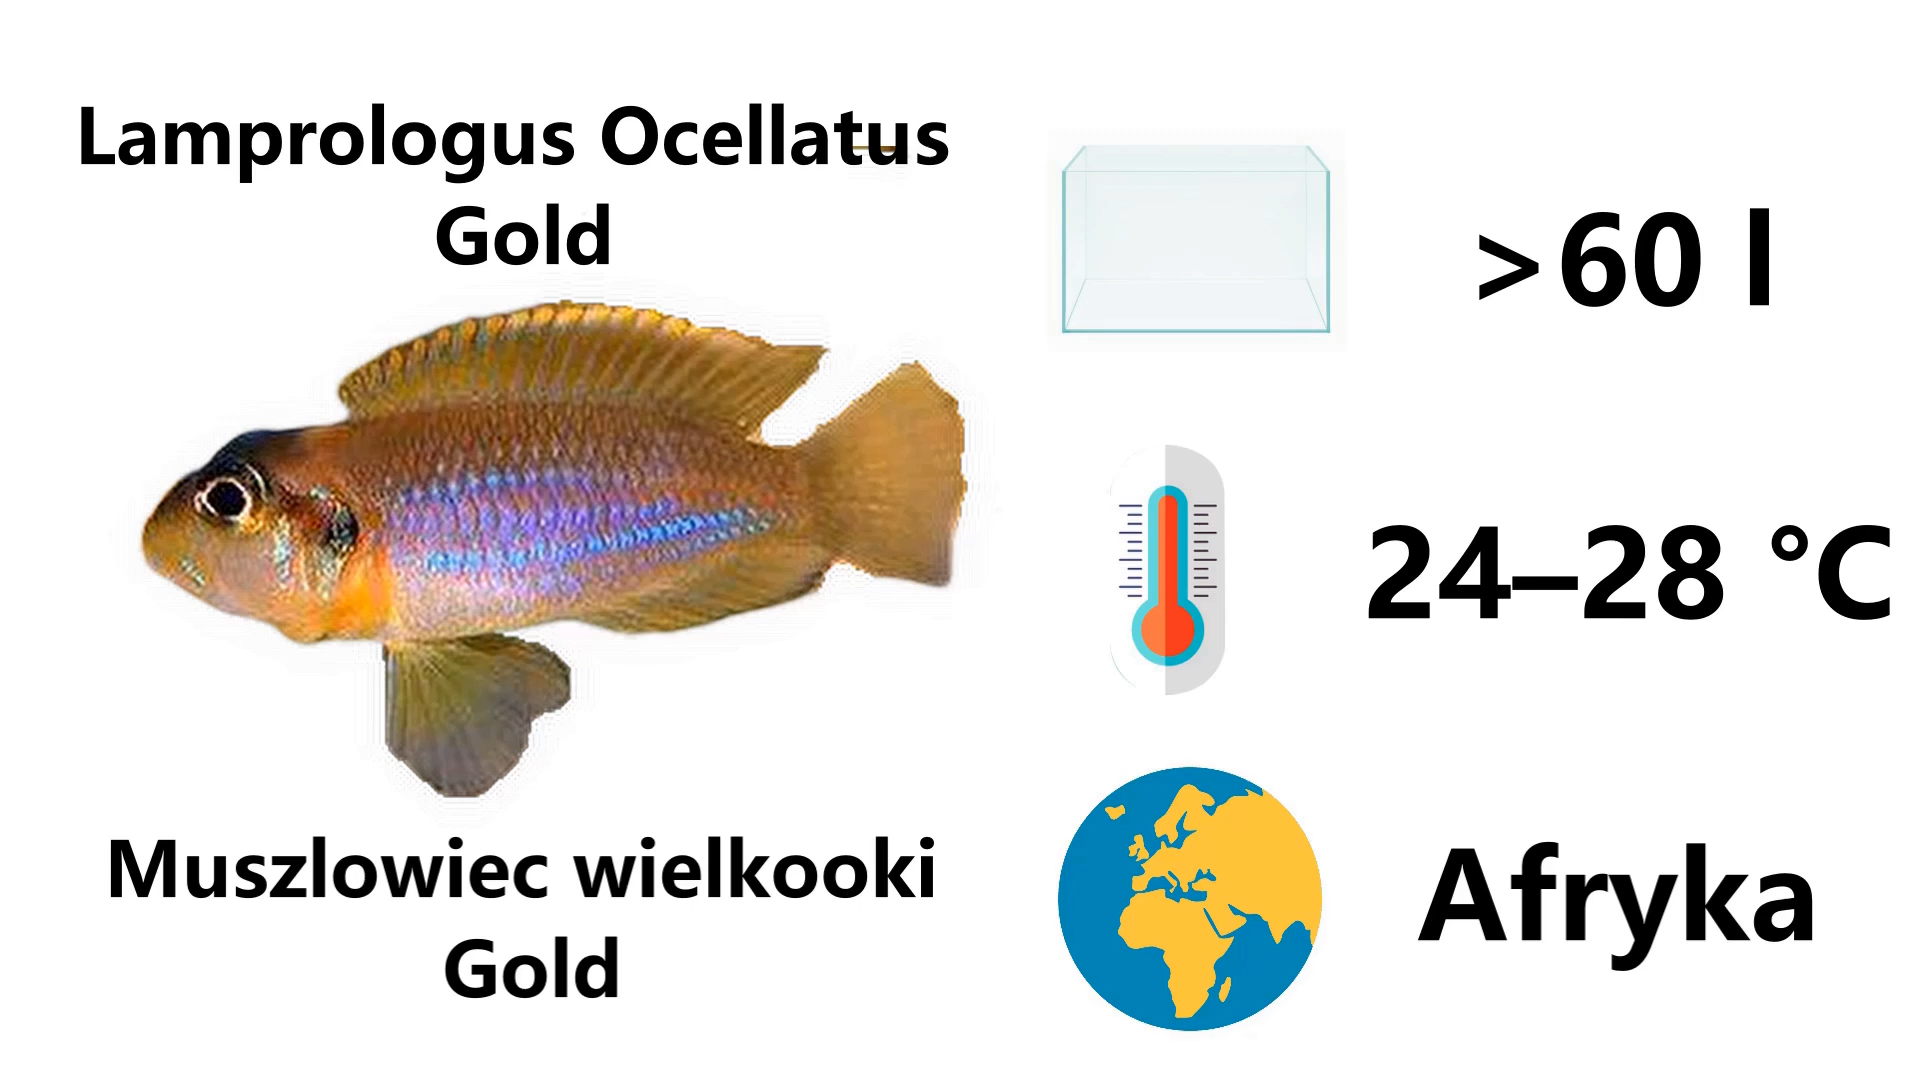 Lamprologus Ocellatus
Gold
>60 l
24–28 °C
Muszlowiec wielkooki
Gold
Afryka